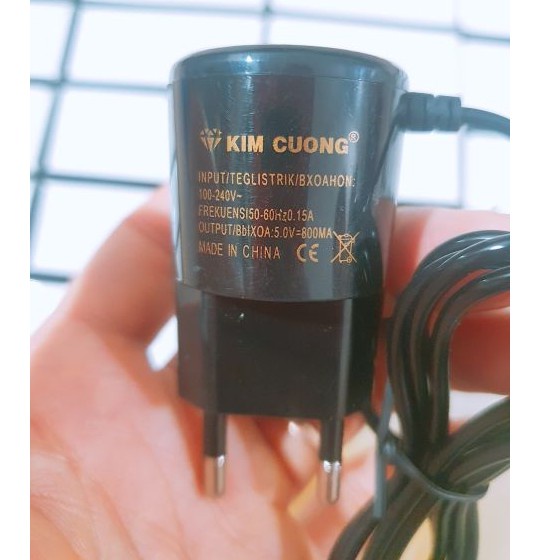 KIM CUONG®
INPUT/TEGLISTRIK/BXOAHON:
100-240V~
FREKUENSI50-60Hz0.15A
OUTPUT/BbIXOA:5.0V=800MA
MADE IN CHINA CE